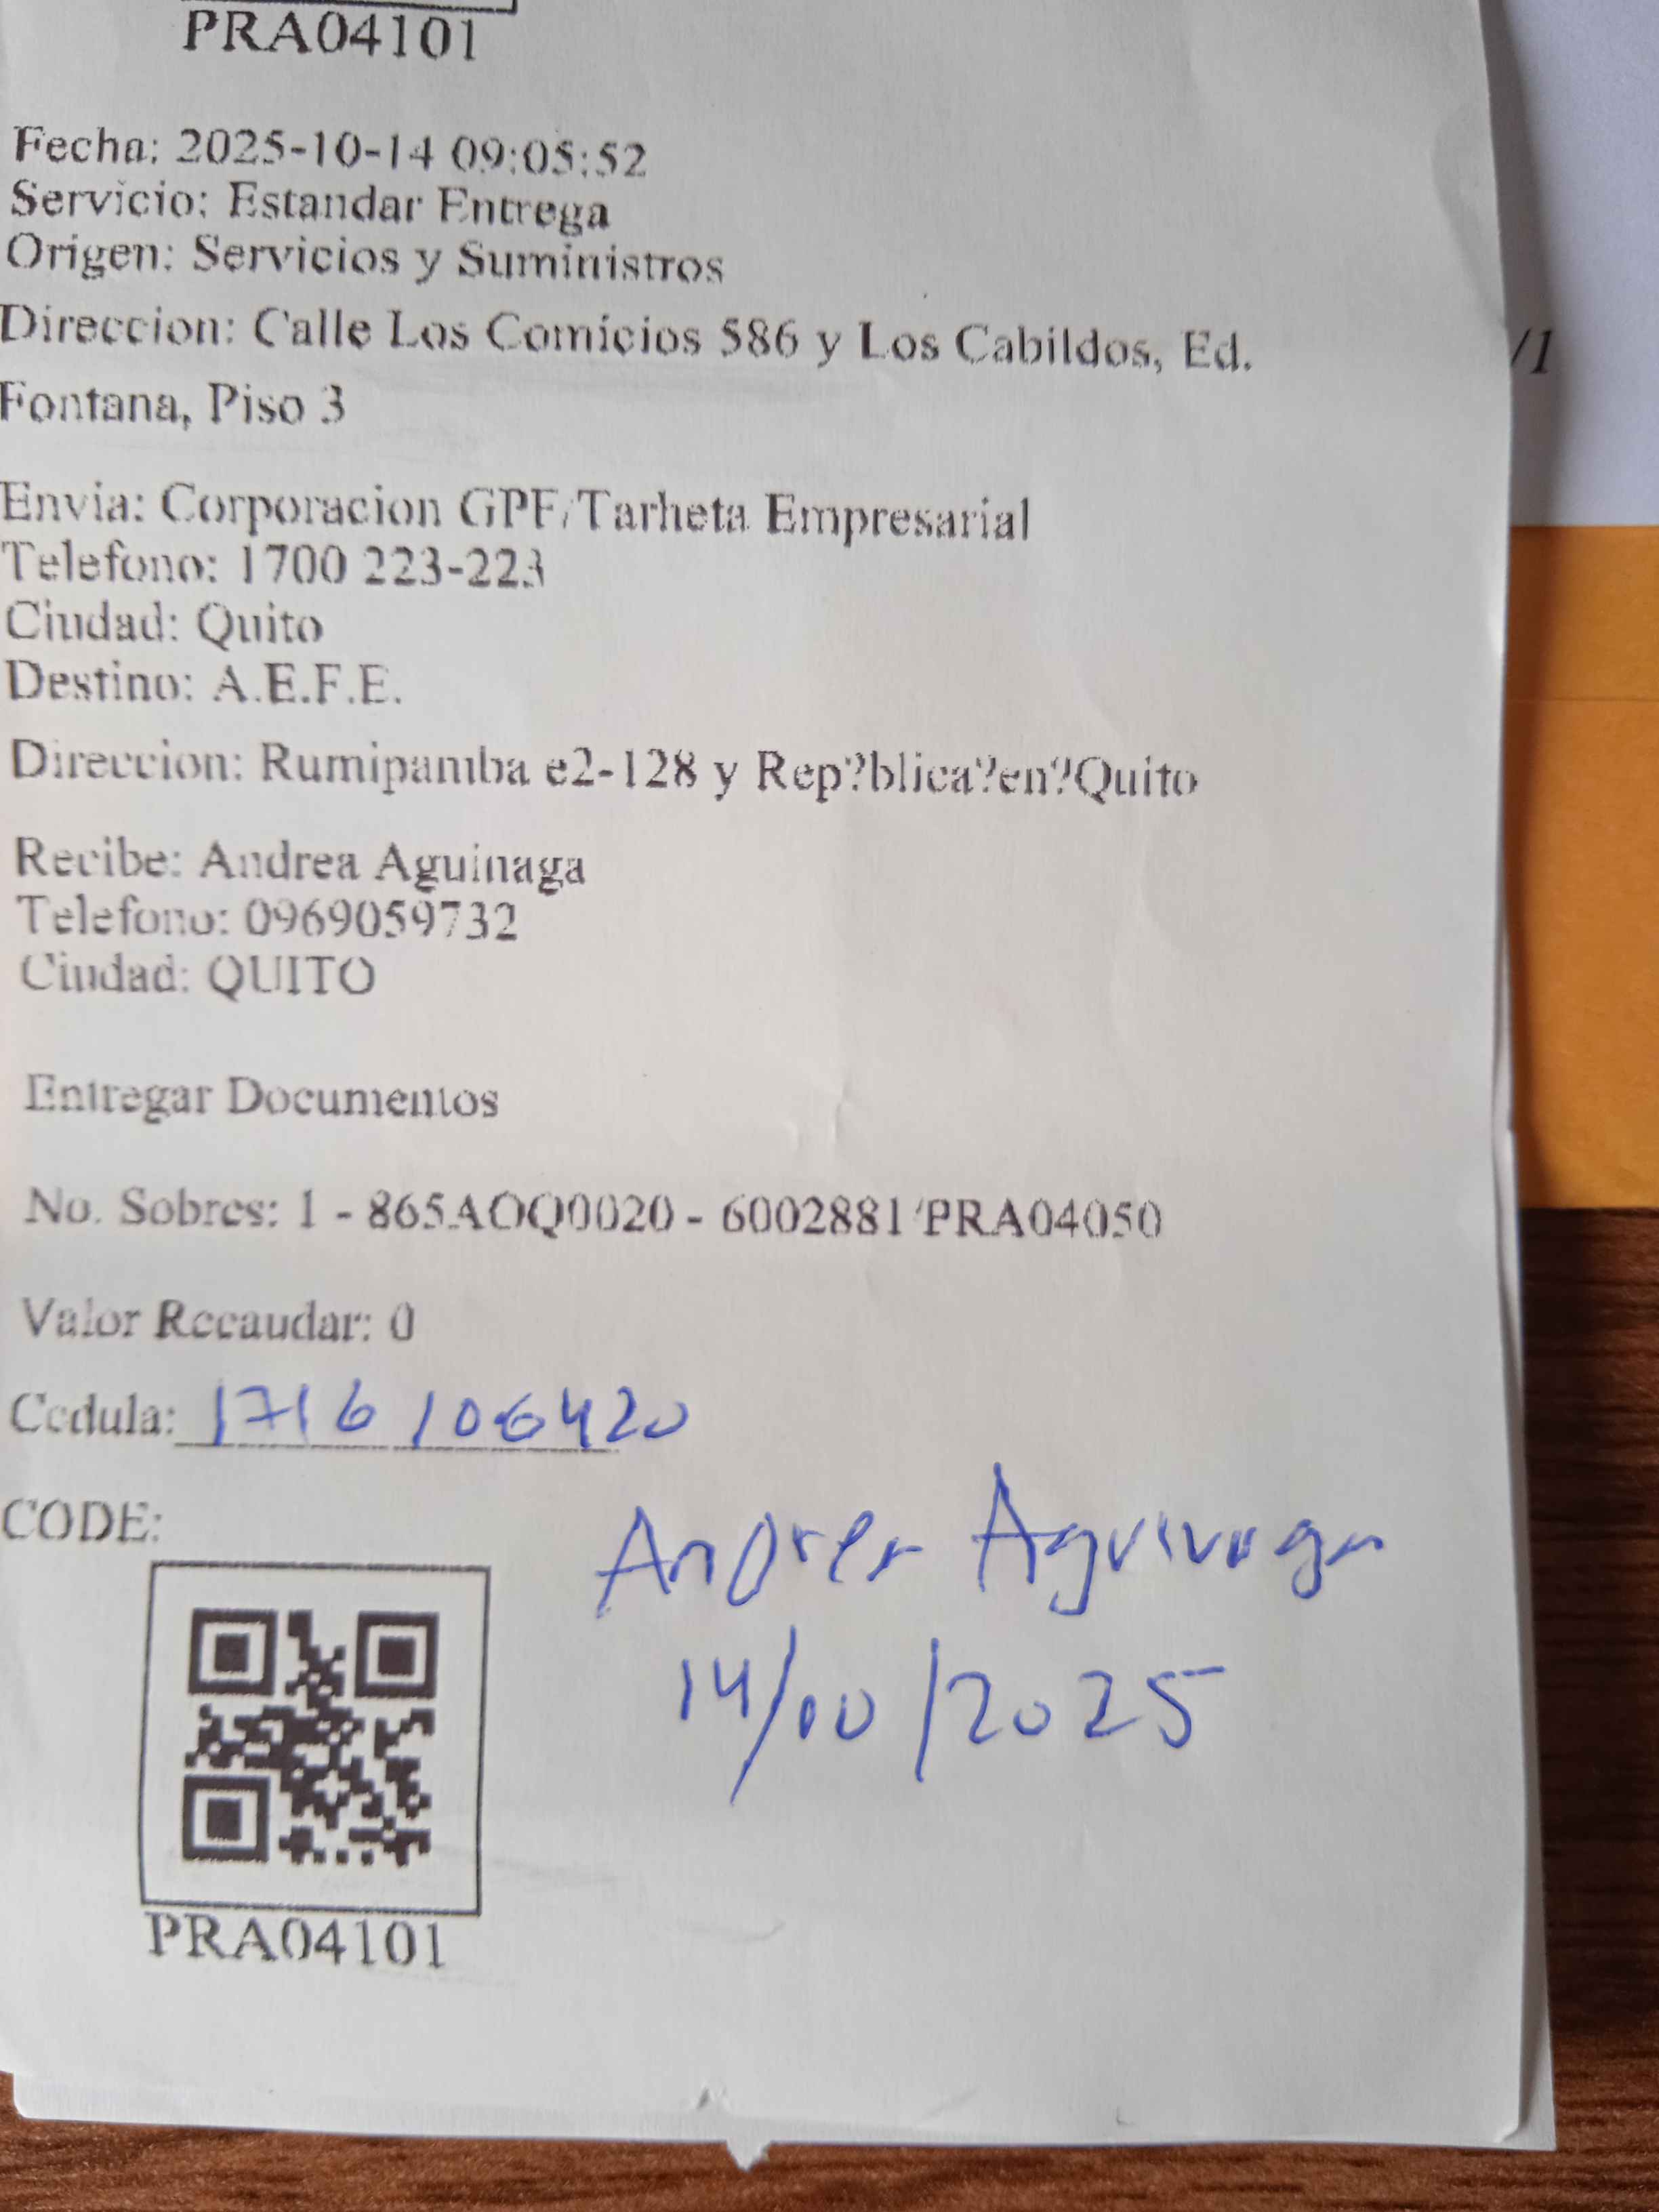 PRA04101
Fecha: 2025-10-14 09:05:52
Servicio: Estandar Entrega
Origen: Servicios y Suministros
Direccion: Calle Los Comicios 586 y Los Cabildos, Ed.
Fontana, Piso 3
/1
Envia: Corporacion GPF/Tarheta Empresarial
Telefono: 1700 223-223
Ciudad: Quito
Destino: A.E.F.E.
Direccion: Rumipamba e2-128 y Rep?blica?en?Quito
Recibe: Andrea Aguinaga
Telefono: 0969059732
Ciudad: QUITO
Entregar Documentos
No. Sobres: 1 - 865AOQ0020 - 6002881/PRA04050
Valor Recaudar: 0
Cedula: 1716106420
CODE:
Andrea Aguinaga
14/10/2025
PRA04101